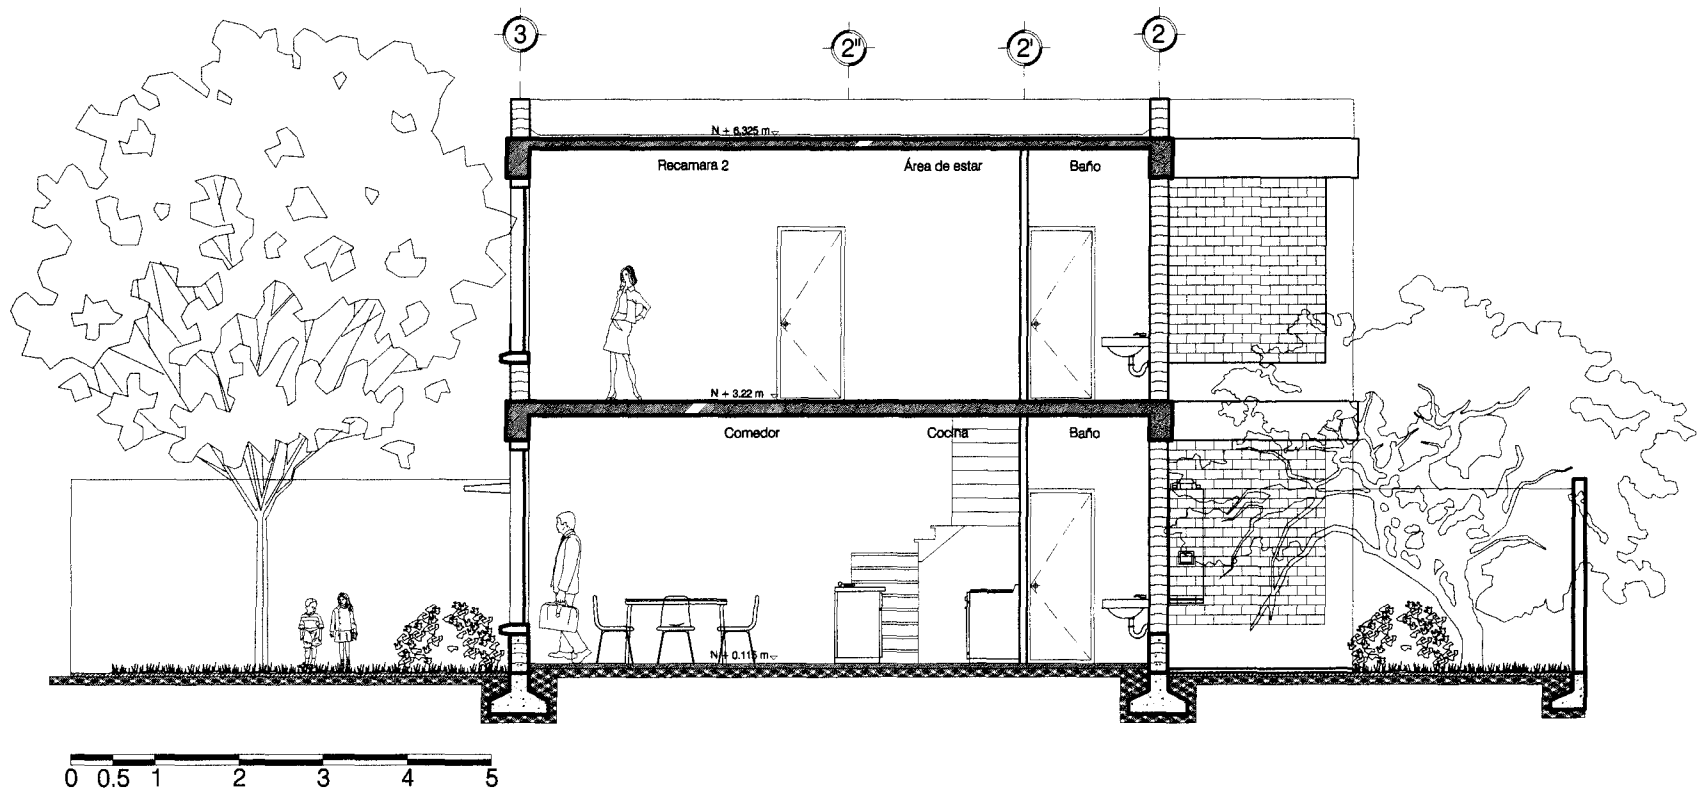 3 2" 2' 2
N + 6.325 m
Recamara 2 Área de estar Baño
N + 3.22 m
Comedor Cocina Baño
N + 0.115 m
0 0,5 1 2 3 4 5